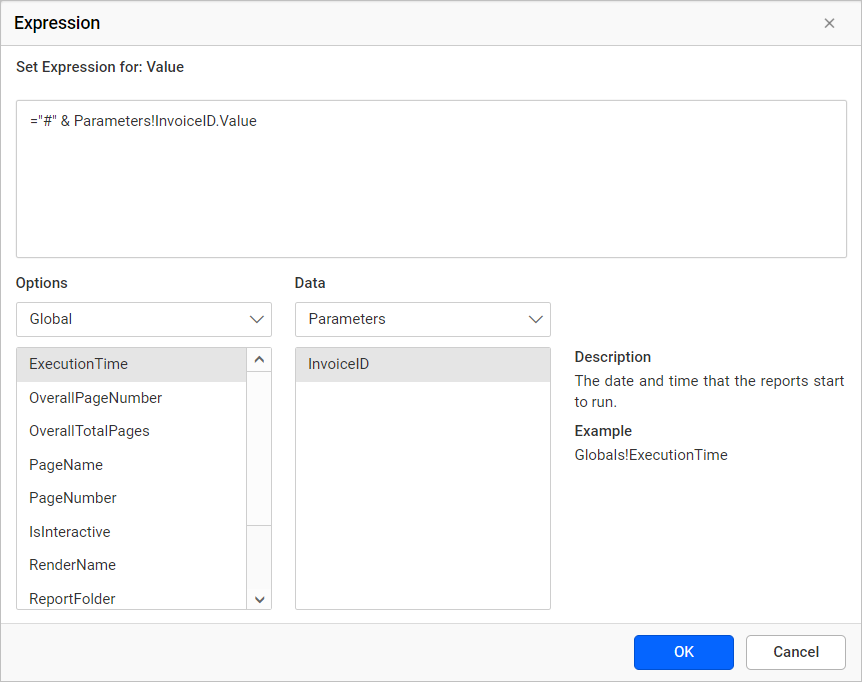 Expression
Set Expression for: Value
="#" & Parameters!InvoiceID.Value
Options
Data
Global
Parameters
ExecutionTime
OverallPageNumber
OverallTotalPages
PageName
PageNumber
IsInteractive
RenderName
ReportFolder
InvoiceID
Description
The date and time that the reports start
to run.
Example
Globals!ExecutionTime
OK
Cancel